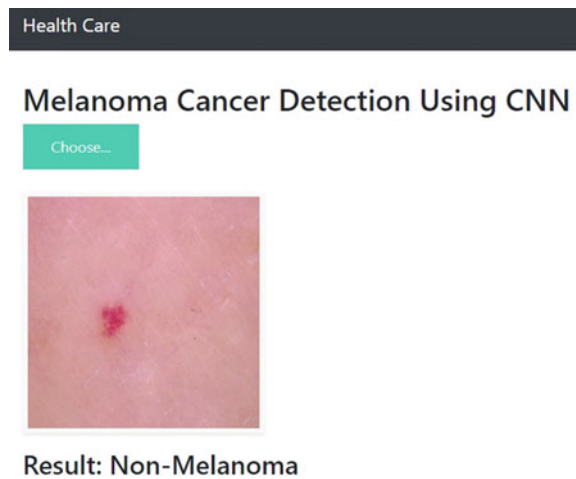 Health Care
Melanoma Cancer Detection Using CNN
Choose...
Result: Non-Melanoma